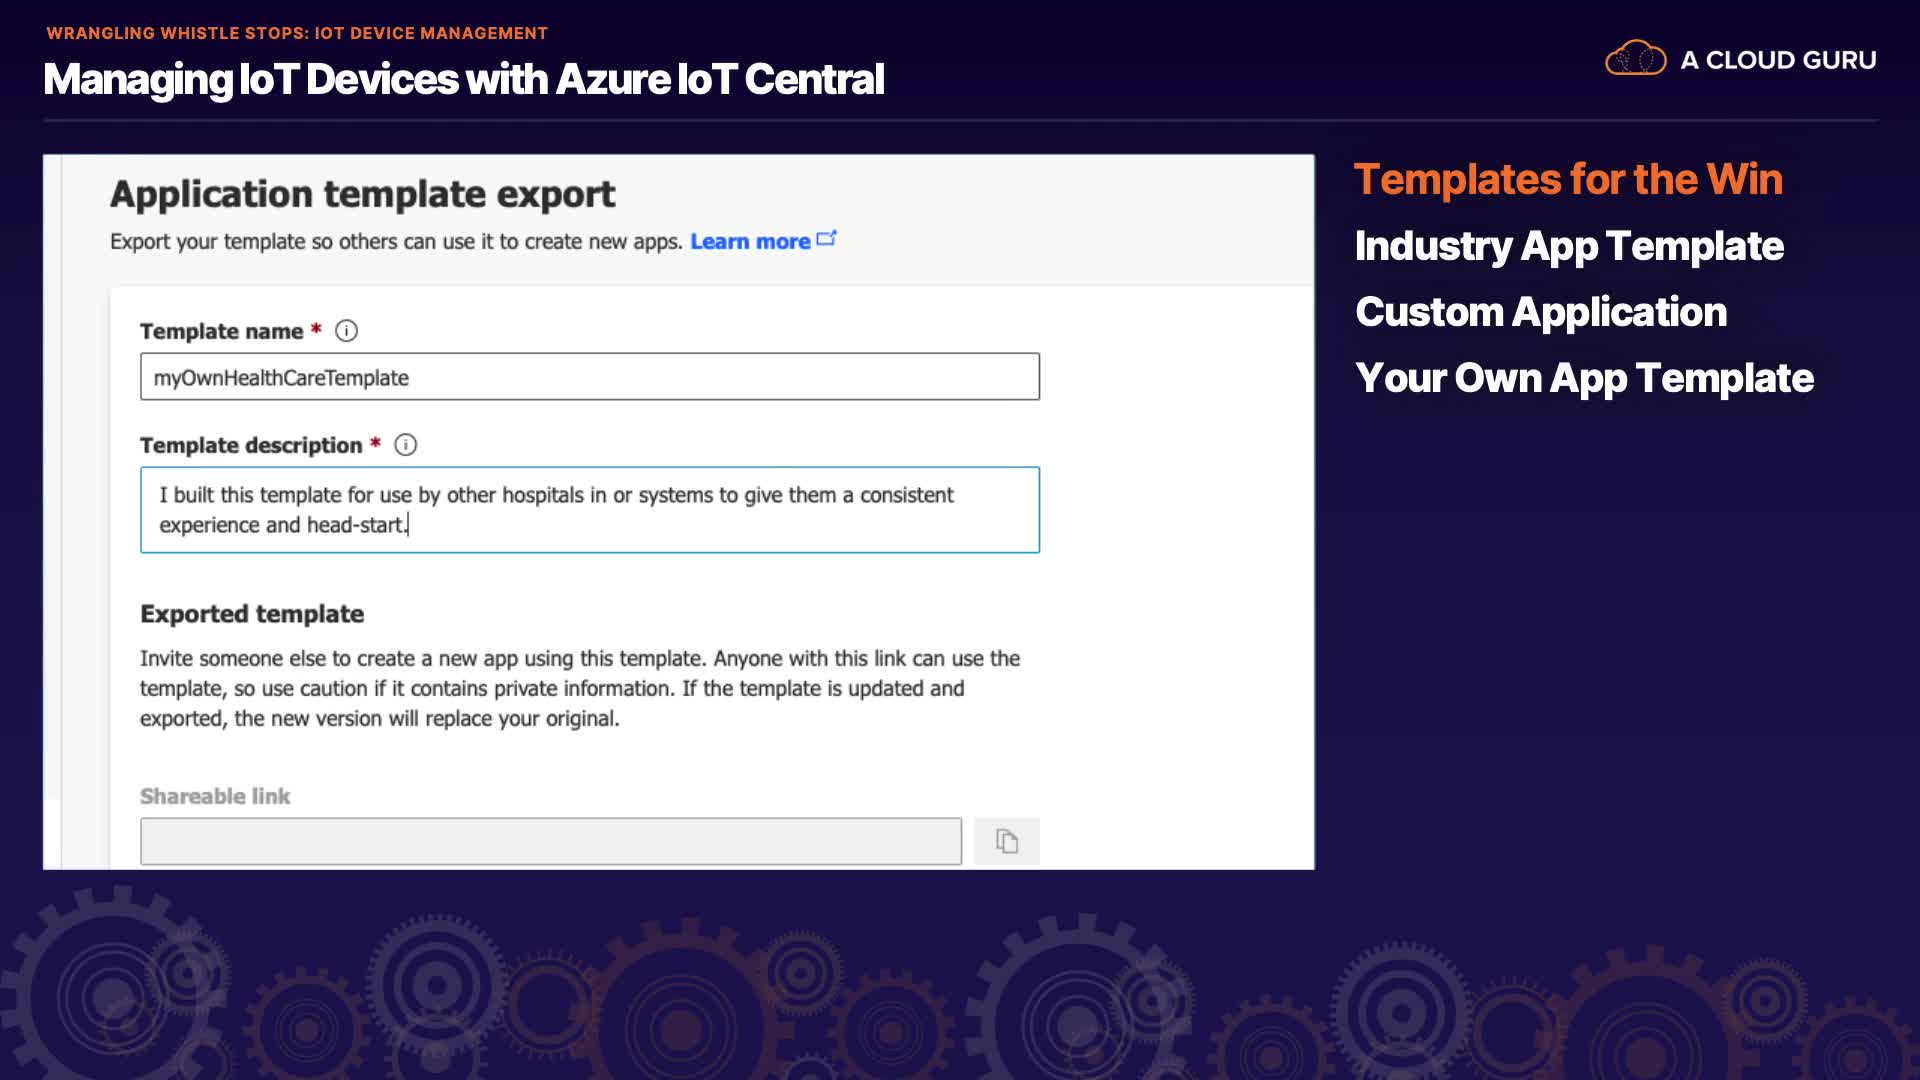 WRANGLING WHISTLE STOPS: IOT DEVICE MANAGEMENT
Managing IoT Devices with Azure IoT Central
A CLOUD GURU
Application template export
Export your template so others can use it to create new apps. Learn more
Template name *
myOwnHealthCareTemplate
Template description *
I built this template for use by other hospitals in or systems to give them a consistent
experience and head-start.
Exported template
Invite someone else to create a new app using this template. Anyone with this link can use the
template, so use caution if it contains private information. If the template is updated and
exported, the new version will replace your original.
Shareable link
Templates for the Win
Industry App Template
Custom Application
Your Own App Template